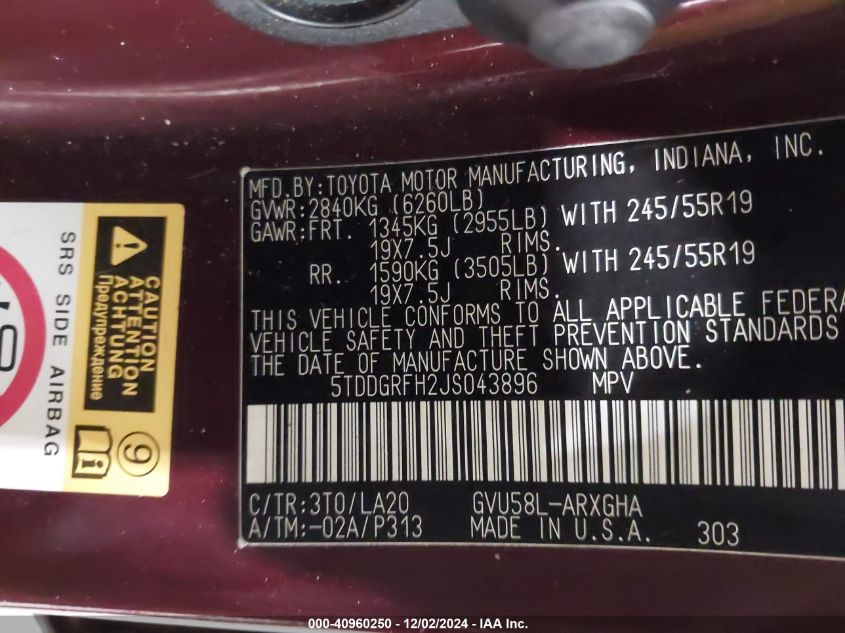 MFD.BY:TOYOTA MOTOR MANUFACTURING, INDIANA, INC.
GVWR:2840KG (6260LB)
GAWR:FRT. 1345KG (2955LB) WITH 245/55R19
19X7.5J RIMS.
RR. 1590KG (3505LB) WITH 245/55R19
19X7.5J RIMS.
THIS VEHICLE CONFORMS TO ALL APPLICABLE FEDERA
VEHICLE SAFETY AND THEFT PREVENTION STANDARDS
THE DATE OF MANUFACTURE SHOWN ABOVE.
5TDDGRFH2JS043896 MPV
C/TR:3T0/LA20 GVU58L-ARXGHA
A/TM:-02A/P313 MADE IN U.S.A. 303
CAUTION
ATTENTION
ACHTUNG
Предупреждение
9
SRS SIDE AIRBAG
000-40960250 - 12/02/2024 - IAA Inc.